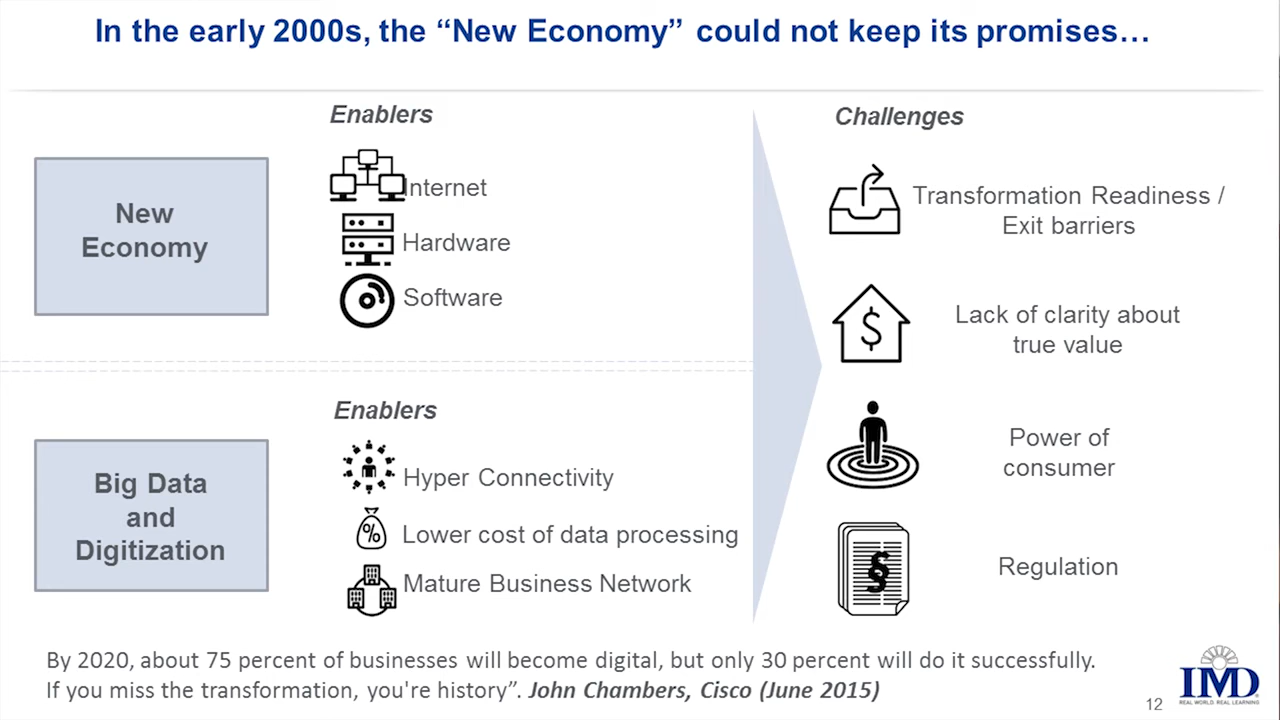 In the early 2000s, the “New Economy” could not keep its promises…
Enablers
New
Economy
Internet
Hardware
Software
Enablers
Big Data
and
Digitization
Hyper Connectivity
%
Lower cost of data processing
Mature Business Network
Challenges
Transformation Readiness /
Exit barriers
$
Lack of clarity about
true value
Power of
consumer
§
Regulation
By 2020, about 75 percent of businesses will become digital, but only 30 percent will do it successfully.
If you miss the transformation, you're history”. John Chambers, Cisco (June 2015)
12
IMD
REAL WORLD. REAL LEARNING